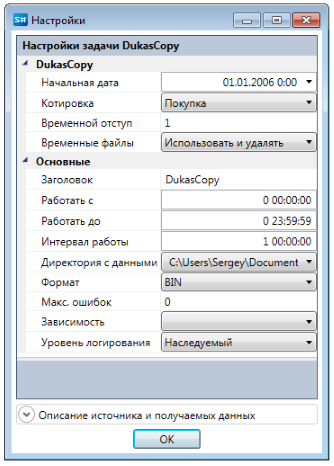 S# Настройки
Настройки задачи DukasCopy
DukasCopy
Начальная дата 01.01.2006 0:00
Котировка Покупка
Временной отступ 1
Временные файлы Использовать и удалять
Основные
Заголовок DukasCopy
Работать с 0 00:00:00
Работать до 0 23:59:59
Интервал работы 1 00:00:00
Директория с данными C:\Users\Sergey\Document
Формат BIN
Макс. ошибок 0
Зависимость
Уровень логирования Наследуемый
Описание источника и получаемых данных
OK